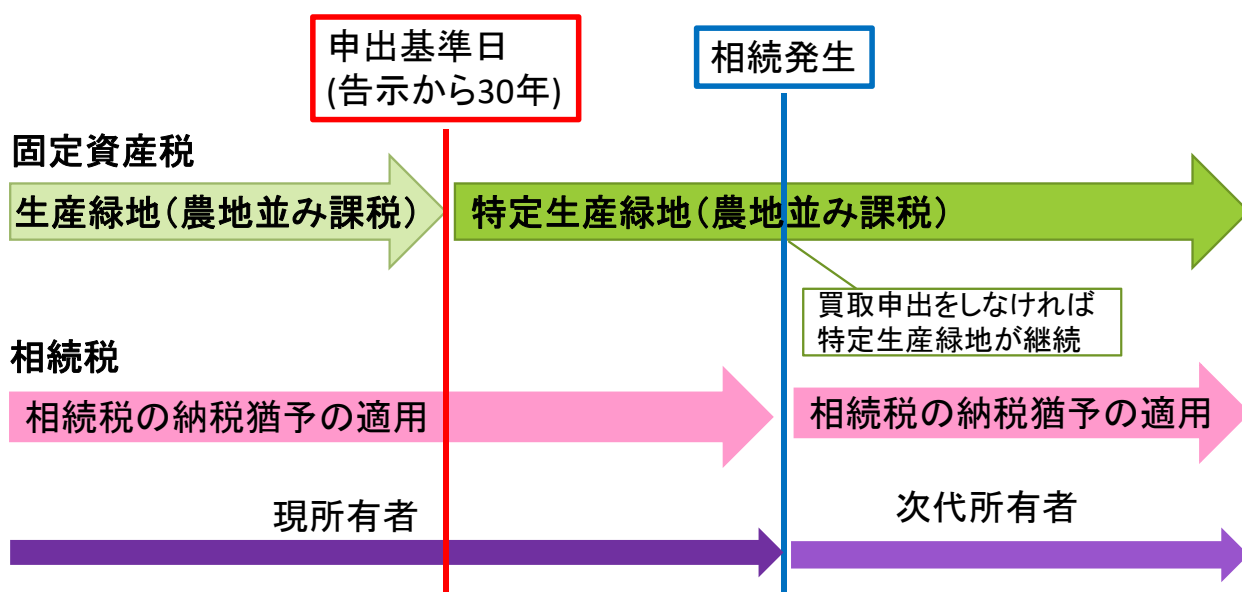 申出基準日
(告示から30年)
相続発生
固定資産税
生産緑地（農地並み課税）
特定生産緑地（農地並み課税）
買取申出をしなければ
特定生産緑地が継続
相続税
相続税の納税猶予の適用
相続税の納税猶予の適用
現所有者
次代所有者